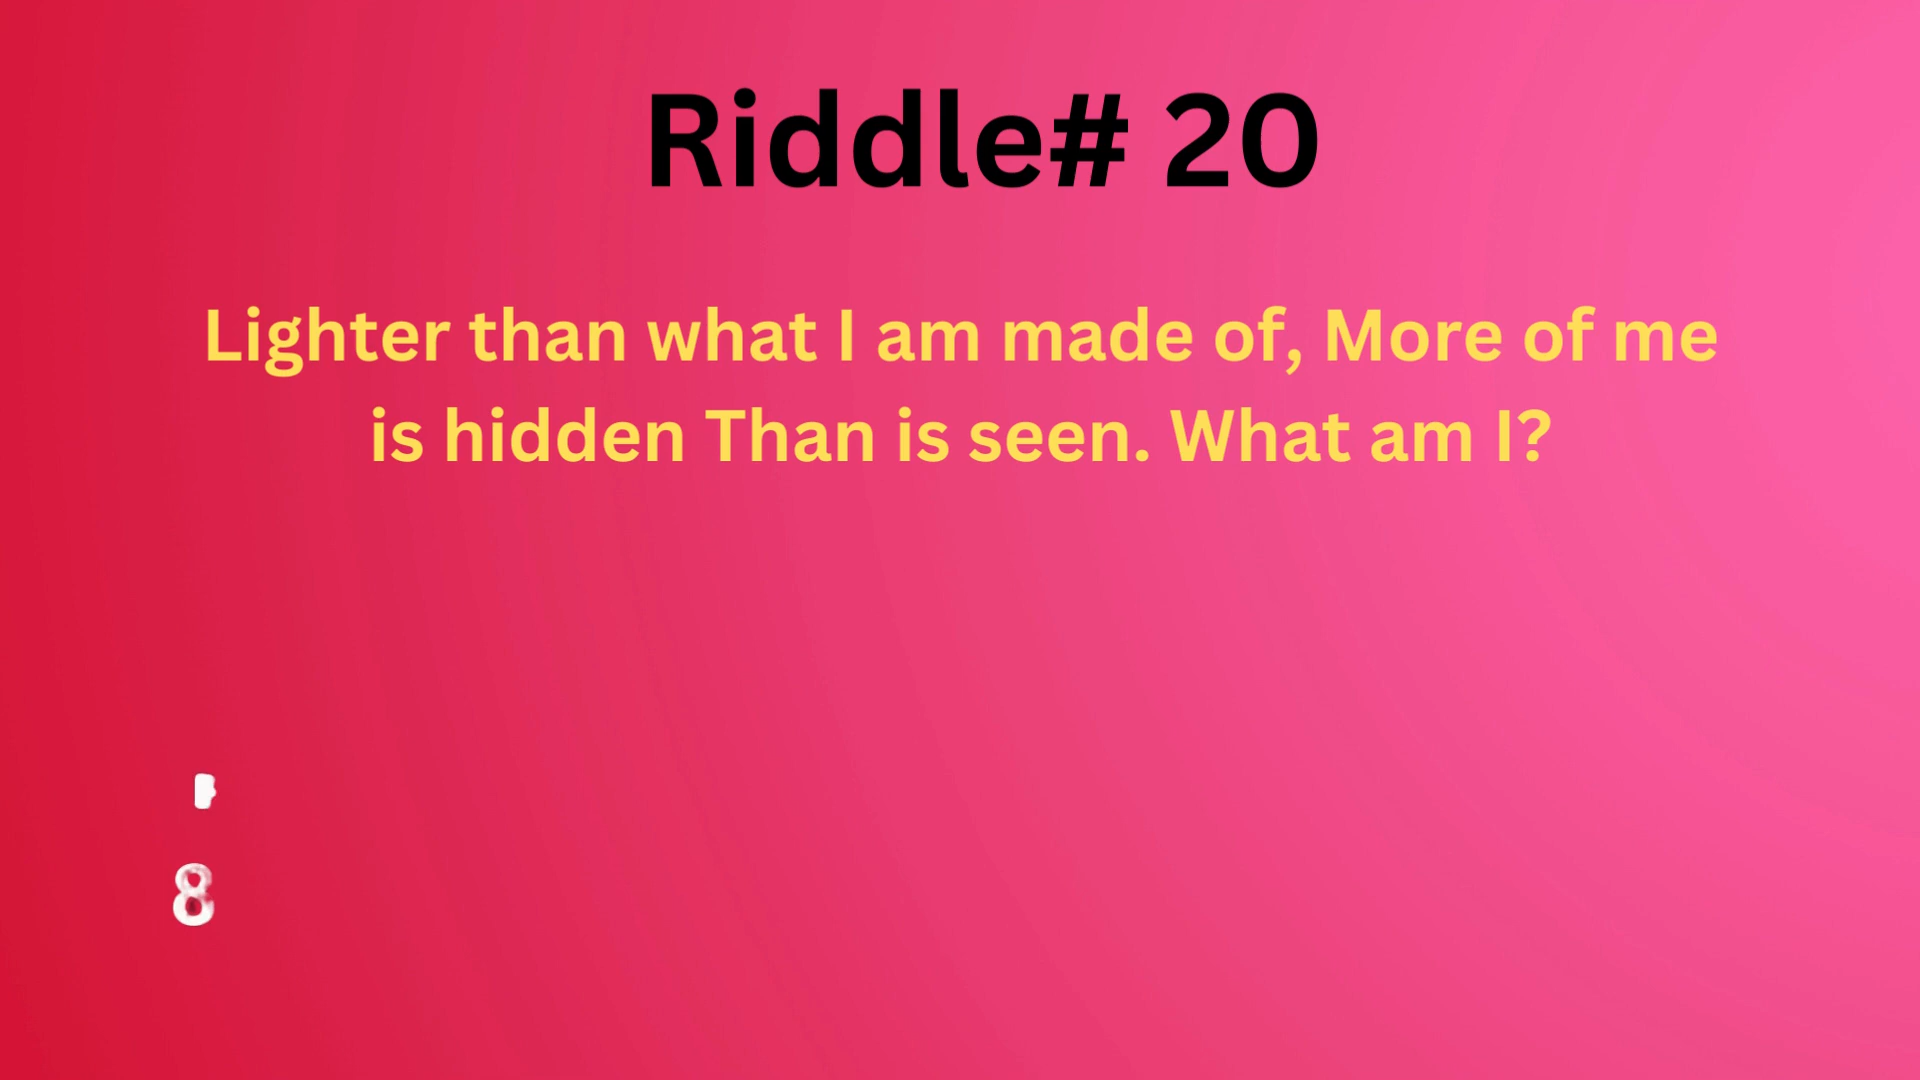 Riddle# 20
Lighter than what I am made of, More of me
is hidden Than is seen. What am I?
8